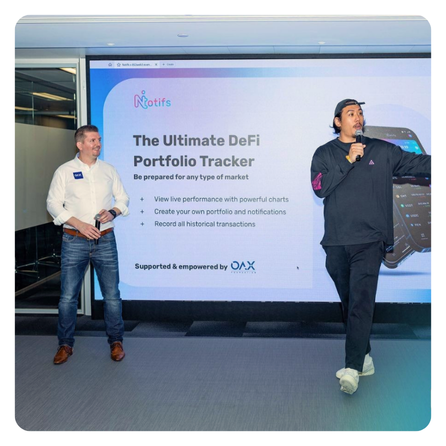 Notifs
The Ultimate DeFi
Portfolio Tracker
Be prepared for any type of market
+ View live performance with powerful charts
+ Create your own portfolio and notifications
+ Record all historical transactions
Supported & empowered by OAX
FOUNDATION